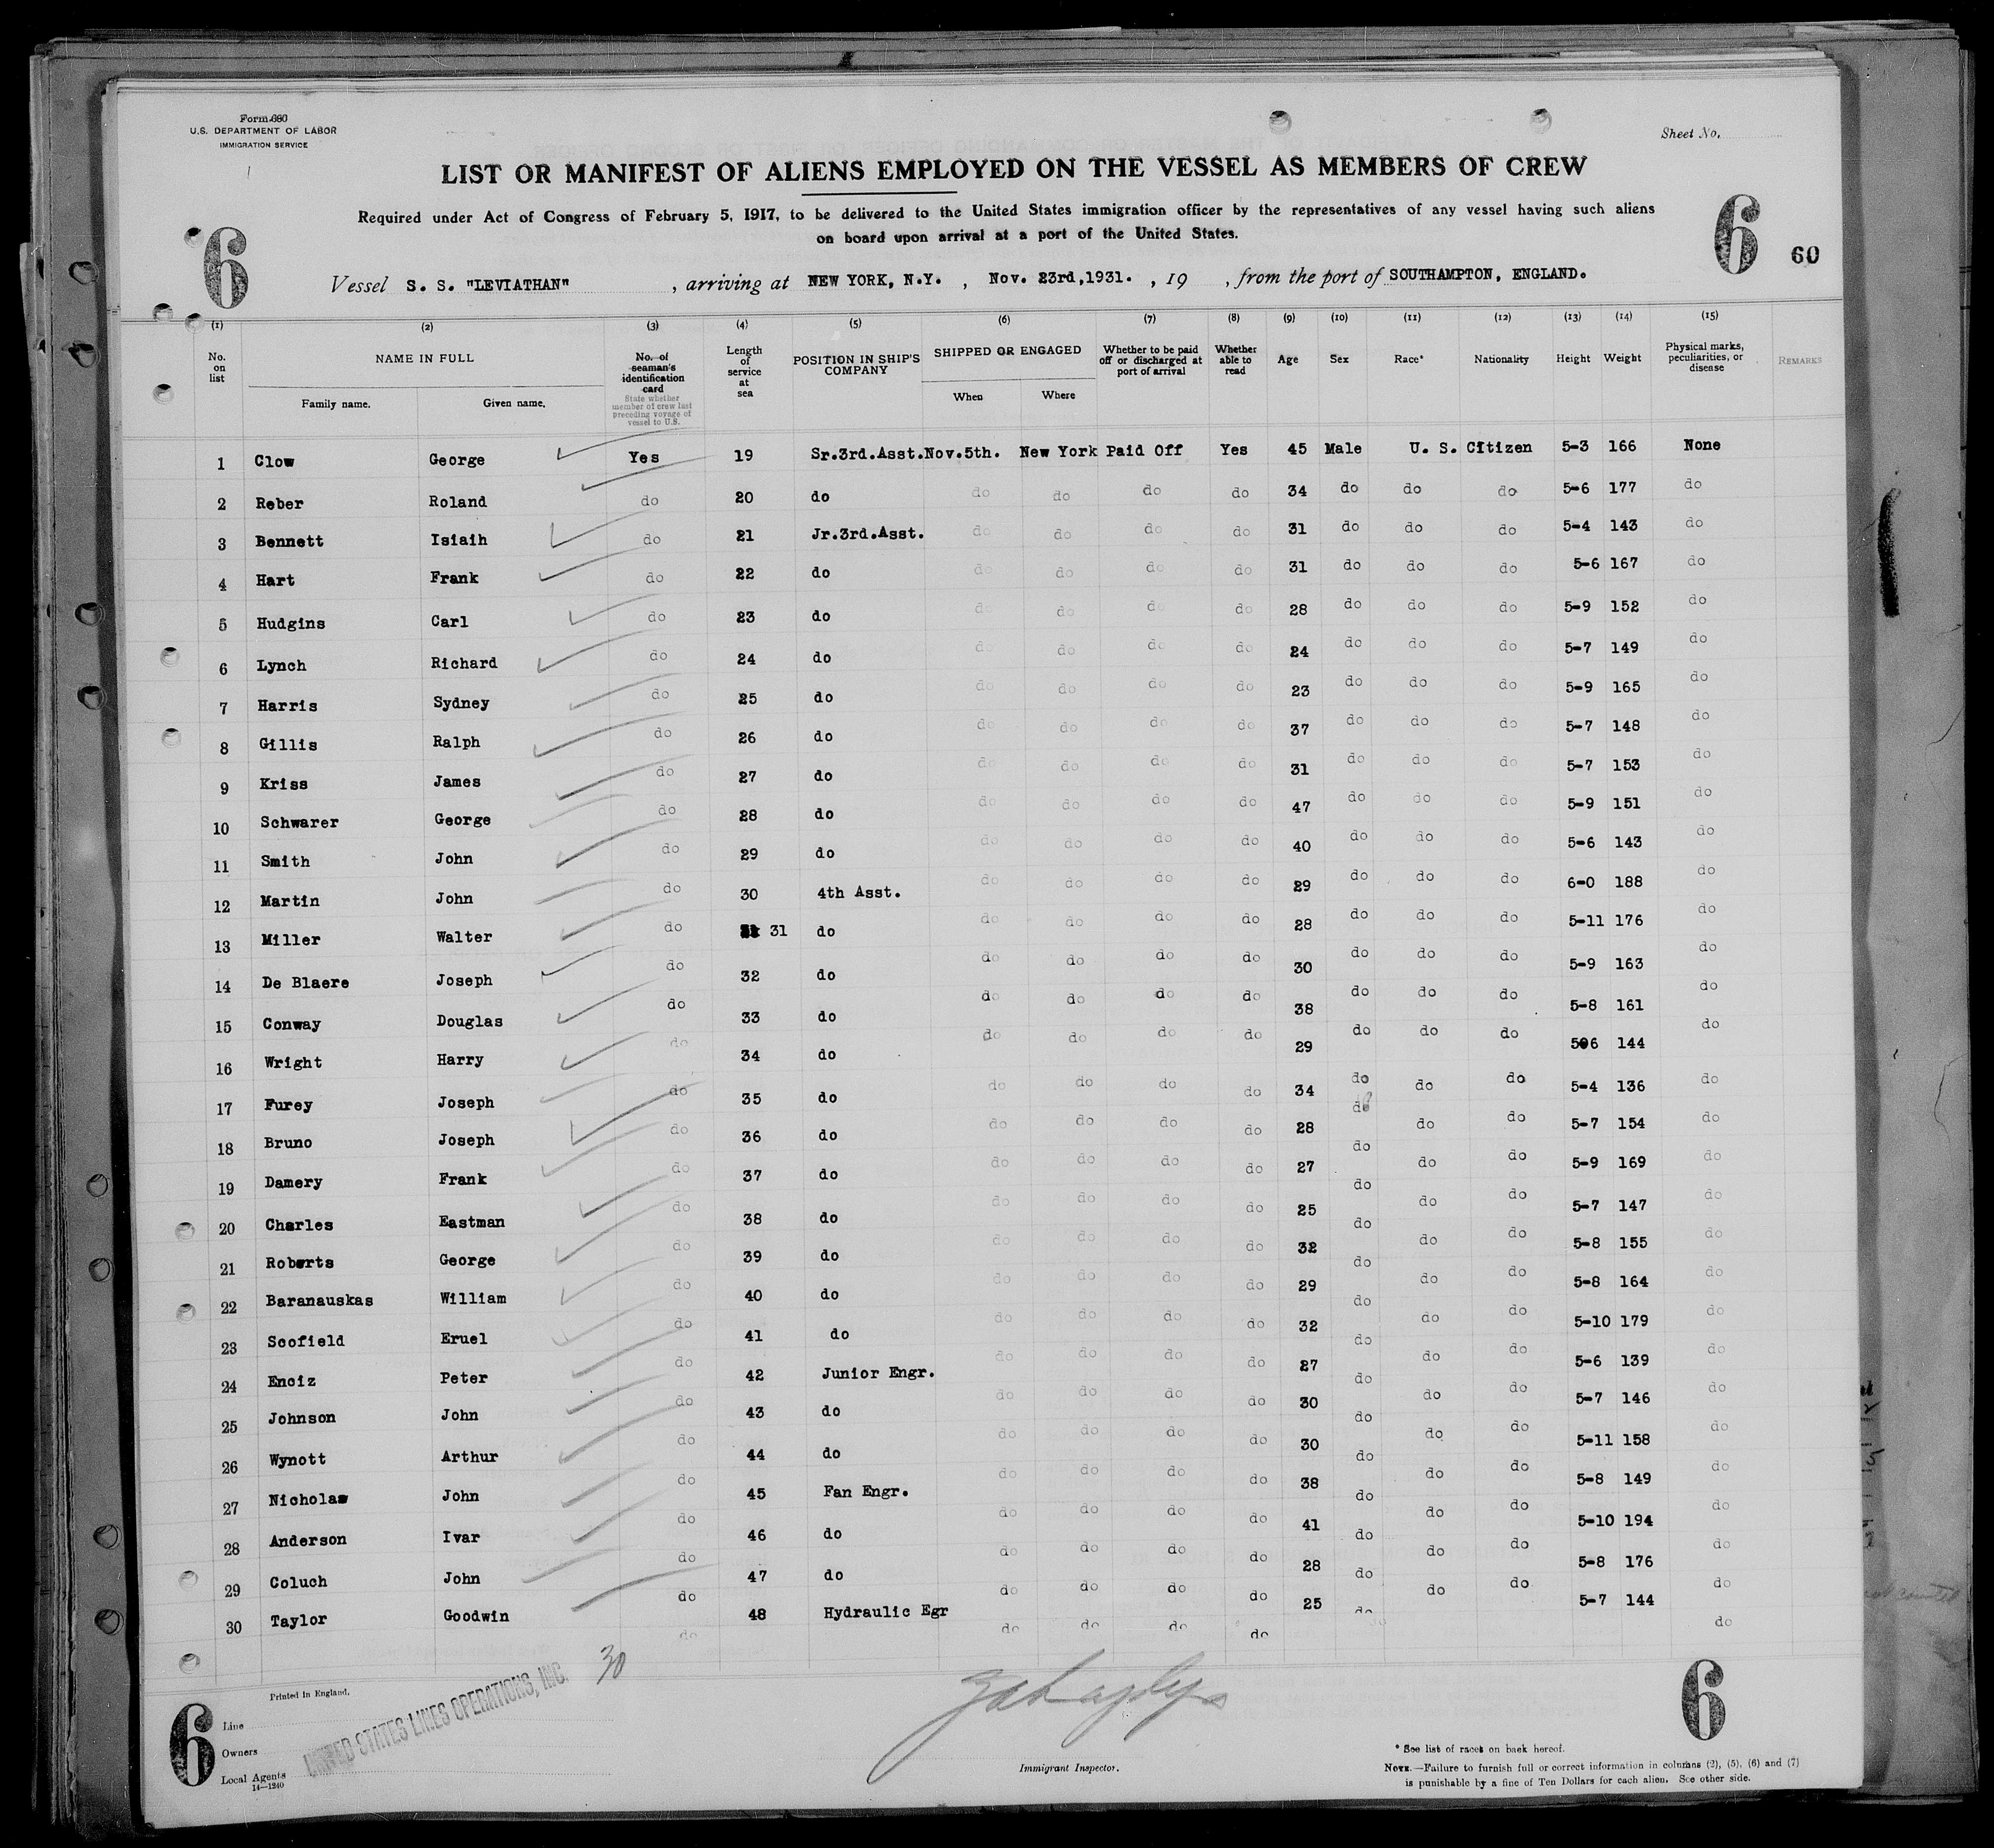 Form 680
U.S. DEPARTMENT OF LABOR
IMMIGRATION SERVICE
Sheet No.
LIST OR MANIFEST OF ALIENS EMPLOYED ON THE VESSEL AS MEMBERS OF CREW
Required under Act of Congress of February 5, 1917, to be delivered to the United States immigration officer by the representatives of any vessel having such aliens
on board upon arrival at a port of the United States.
6 6 60
Vessel S. S. "LEVIATHAN" , arriving at NEW YORK, N.Y. , Nov. 23rd,1931. , 19 , from the port of SOUTHAMPTON, ENGLAND.
(1) (2) (3) (4) (5) (6) (7) (8) (9) (10) (11) (12) (13) (14) (15)
No. on list NAME IN FULL Family name. Given name. No. of seaman's identification card State whether member of crew last preceding voyage of vessel to U.S. Length of service at sea POSITION IN SHIP'S COMPANY SHIPPED OR ENGAGED When Where Whether to be paid off or discharged at port of arrival Whether able to read Age Sex Race* Nationality Height Weight Physical marks, peculiarities, or disease REMARKS
1 Clow George Yes 19 Sr.3rd.Asst. Nov.5th. New York Paid Off Yes 45 Male U. S. Citizen 5-3 166 None
2 Reber Roland do 20 do do do do do 34 do do do 5-6 177 do
3 Bennett Isiaih do 21 Jr.3rd.Asst. do do do do 31 do do do 5-4 143 do
4 Hart Frank do 22 do do do do do 31 do do do 5-6 167 do
5 Hudgins Carl do 23 do do do do do 28 do do do 5-9 152 do
6 Lynch Richard do 24 do do do do do 24 do do do 5-7 149 do
7 Harris Sydney do 25 do do do do do 23 do do do 5-9 165 do
8 Gillis Ralph do 26 do do do do do 37 do do do 5-7 148 do
9 Kriss James do 27 do do do do do 31 do do do 5-7 153 do
10 Schwarer George do 28 do do do do do 47 do do do 5-9 151 do
11 Smith John do 29 do do do do do 40 do do do 5-6 143 do
12 Martin John do 30 4th Asst. do do do do 29 do do do 6-0 188 do
13 Miller Walter do 31 do do do do do 28 do do do 5-11 176 do
14 De Blaere Joseph do 32 do do do do do 30 do do do 5-9 163 do
15 Conway Douglas do 33 do do do do do 38 do do do 5-8 161 do
16 Wright Harry do 34 do do do do do 29 do do do 506 144 do
17 Furey Joseph do 35 do do do do do 34 do do do 5-4 136 do
18 Bruno Joseph do 36 do do do do do 28 do do do 5-7 154 do
19 Damery Frank do 37 do do do do do 27 do do do 5-9 169 do
20 Charles Eastman do 38 do do do do do 25 do do do 5-7 147 do
21 Roberts George do 39 do do do do do 32 do do do 5-8 155 do
22 Baranauskas William do 40 do do do do do 29 do do do 5-8 164 do
23 Scofield Eruel do 41 do do do do do 32 do do do 5-10 179 do
24 Enciz Peter do 42 Junior Engr. do do do do 27 do do do 5-6 139 do
25 Johnson John do 43 do do do do do 30 do do do 5-7 146 do
26 Wynott Arthur do 44 do do do do do 30 do do do 5-11 158 do
27 Nicholas John do 45 Fan Engr. do do do do 38 do do do 5-8 149 do
28 Anderson Ivar do 46 do do do do do 41 do do do 5-10 194 do
29 Coluch John do 47 do do do do do 28 do do do 5-8 176 do
30 Taylor Goodwin do 48 Hydraulic Egr do do do do 25 do do do 5-7 144 do
do do do do do do
30
Printed in England.
6 6
Line
Owners
Local Agents
14-1240
UNITED STATES LINES OPERATIONS, INC.
Immigrant Inspector.
* See list of races on back hereof.
NOTE.—Failure to furnish full or correct information in columns (2), (5), (6) and (7)
is punishable by a fine of Ten Dollars for each alien. See other side.